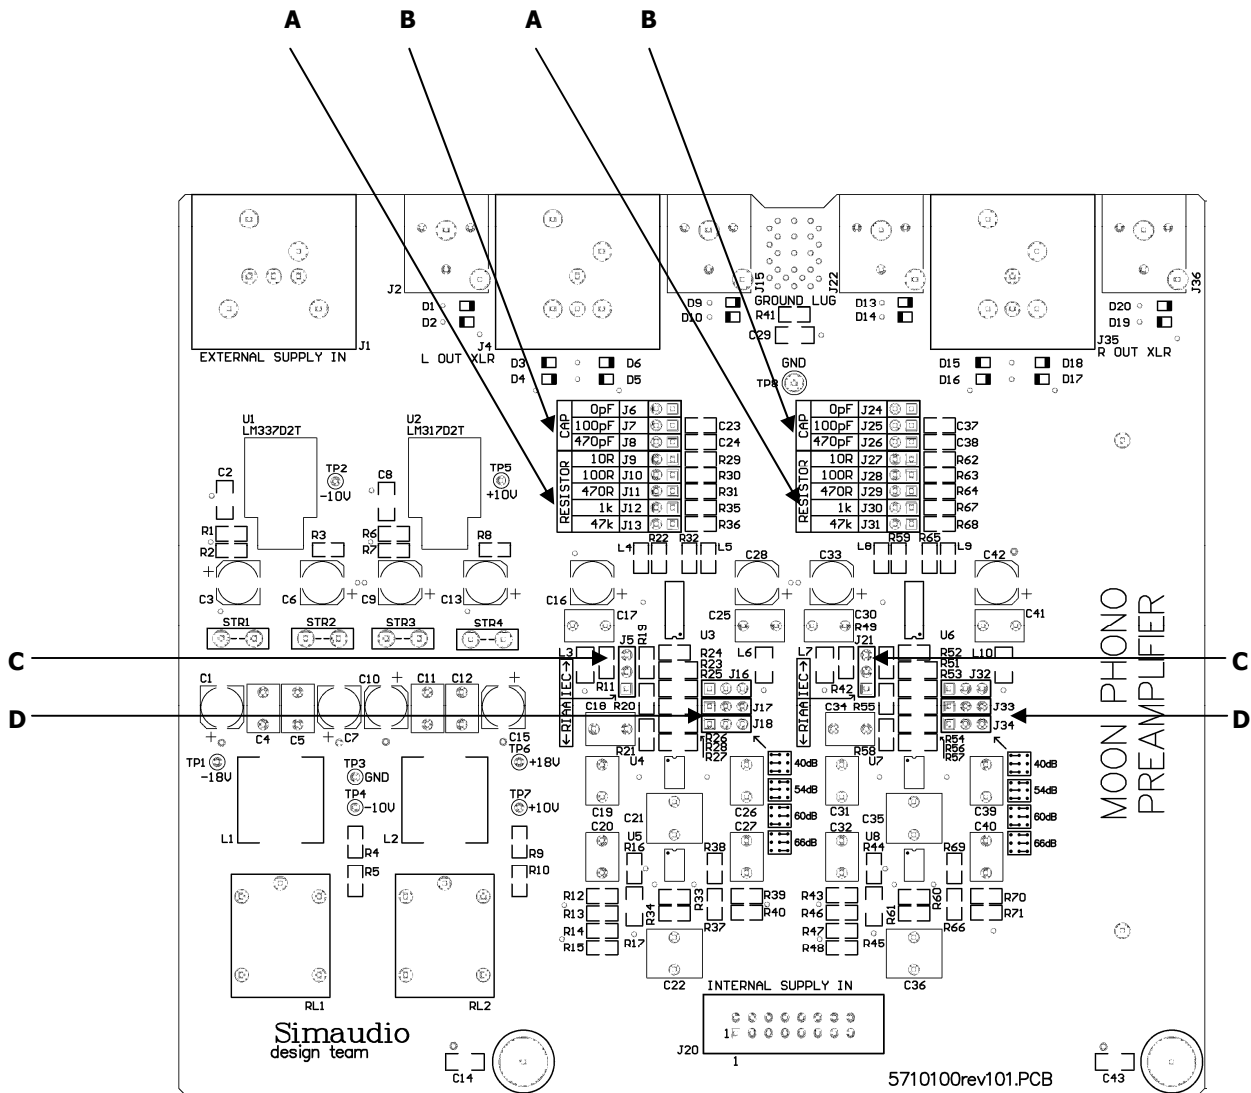 A B A B
J2 J15 J22 J36
D1 D9 GROUND LUG D13 D20
D2 D10 R41 D14 D19
J1 J4 C29 J35
EXTERNAL SUPPLY IN L OUT XLR R OUT XLR
D3 D6 GND D15 D18
D4 D5 TP8 D16 D17
CAP 0pF J6 CAP 0pF J24
100pF J7 C23 100pF J25 C37
470pF J8 C24 470pF J26 C38
RESISTOR 10R J9 R29 RESISTOR 10R J27 R62
100R J10 R30 100R J28 R63
470R J11 R31 470R J29 R64
1k J12 R35 1k J30 R67
47k J13 R36 47k J31 R68
U1 U2
LM337D2T LM317D2T
C2 TP2 C8 TP5
-10V +10V
R1 R3 R6 R8
R2 R7
L4 R22 R32 L5 L8 R59 R65 L9
+ C16 C28 C33 C42 +
C3 C6 C9 C13
C17 C25 C30 C41
STR1 STR2 STR3 STR4
J5 R19 U3 R49 J21 U6
C L3 R24 L6 L7 R52 L10 C
R23 R51
←RIAA|IEC→ R11 R25 J16 ←RIAA|IEC→ R42 R53 J32
C1 C10 C11 C12 C18 R20 J17 C34 R55 J33
D J18 J34 D
C4 C5 C7 C15 R21 R26 R58 R54
R28 R56
R27 R57
TP1 -18V TP3 GND TP6 +18V U4 U7
TP4 -10V TP7 +10V
40dB 40dB
54dB 54dB
60dB 60dB
66dB 66dB
C19 C21 C26 C31 C35 C39
C20 U5 C27 C32 U8 C40
L1 L2 R16 R38 R44 R69
R4 R9
R5 R10
R12 R34 R33 R39 R43 R61 R60 R70
R13 R40 R46 R71
R14 R17 R37 R47 R45 R66
R15 R48
C22 C36
RL1 RL2
INTERNAL SUPPLY IN
Simaudio
design team
J20 1
1
C14 C43
5710100rev101.PCB
MOON PHONO
PREAMPLIFIER